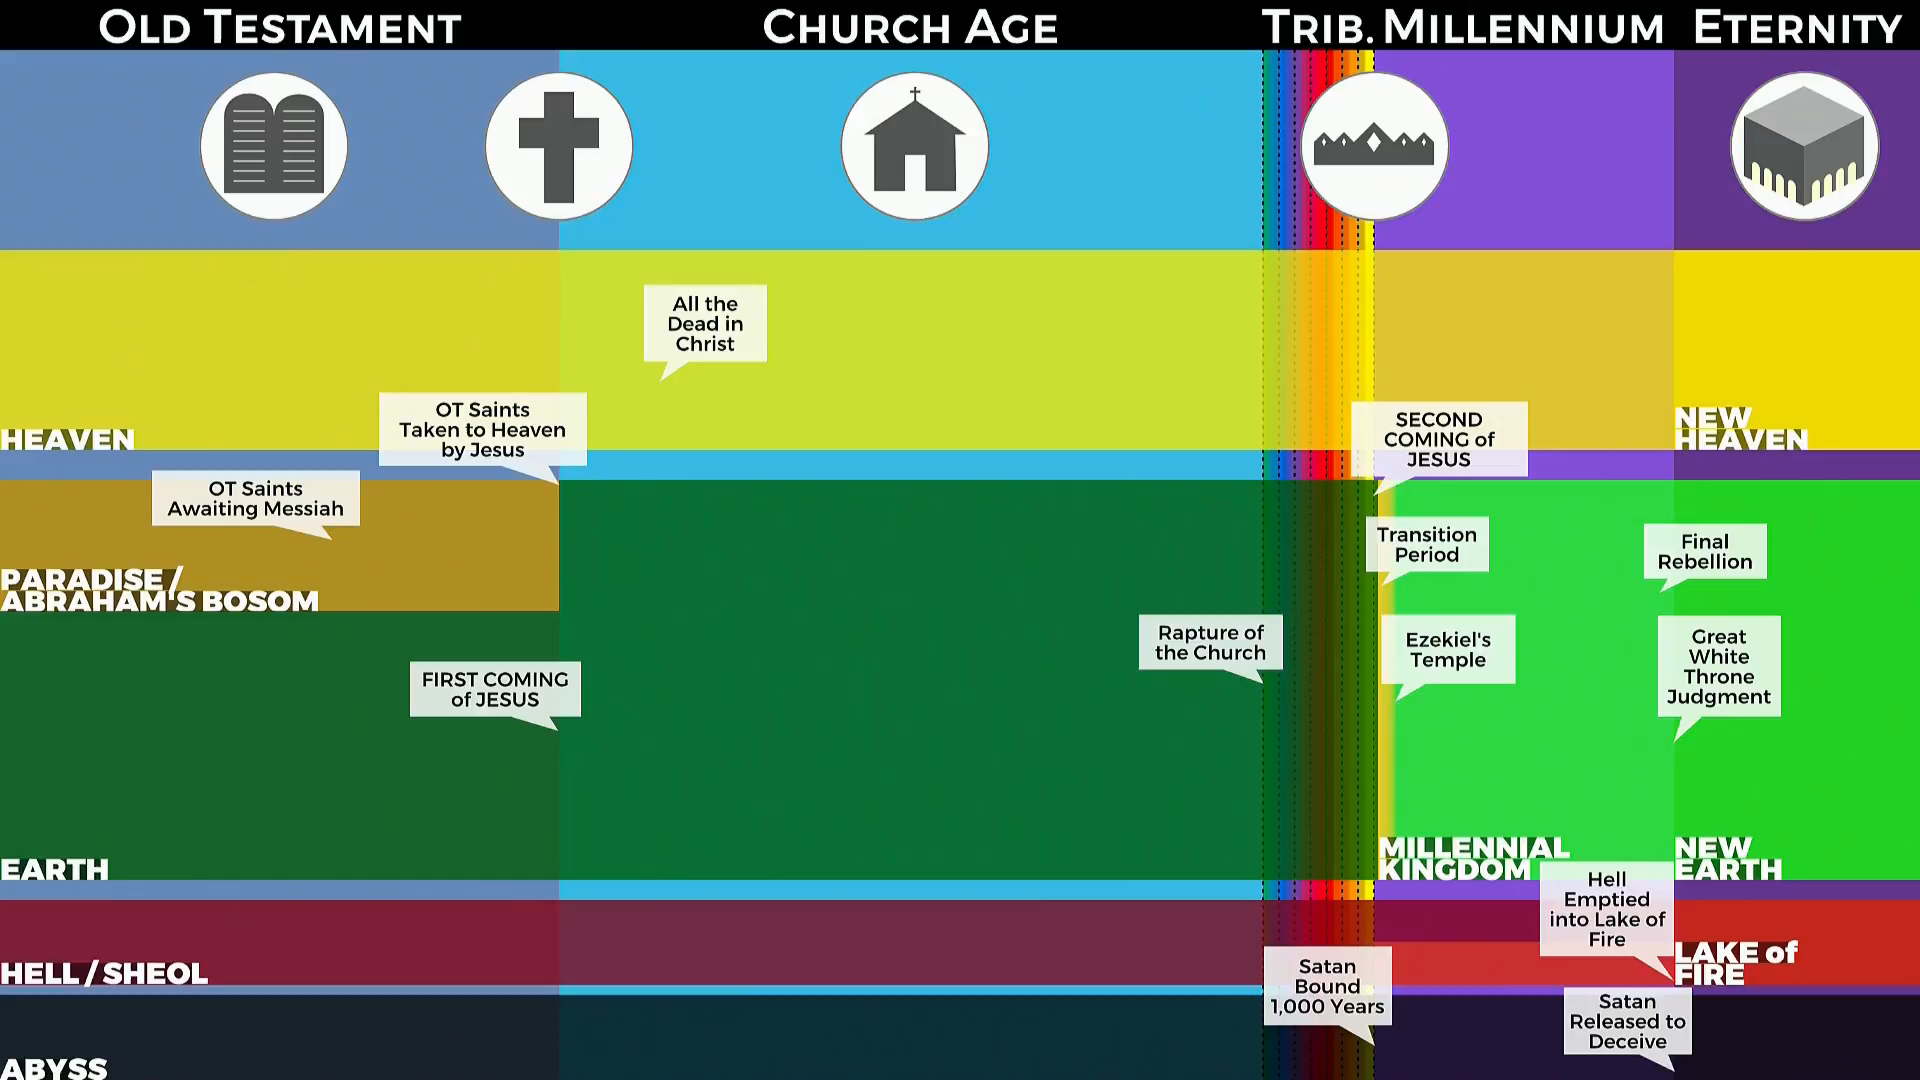 OLD TESTAMENT
CHURCH AGE
TRIB.
MILLENNIUM
ETERNITY
All the
Dead in
Christ
OT Saints
Taken to Heaven
by Jesus
SECOND
COMING of
JESUS
HEAVEN
NEW
HEAVEN
OT Saints
Awaiting Messiah
Transition
Period
Final
Rebellion
PARADISE /
ABRAHAM'S BOSOM
Rapture of
the Church
Ezekiel's
Temple
Great
White
Throne
Judgment
FIRST COMING
of JESUS
EARTH
MILLENNIAL
KINGDOM
NEW
EARTH
Hell
Emptied
into Lake of
Fire
HELL / SHEOL
LAKE of
FIRE
Satan
Bound
1,000 Years
Satan
Released to
Deceive
ABYSS